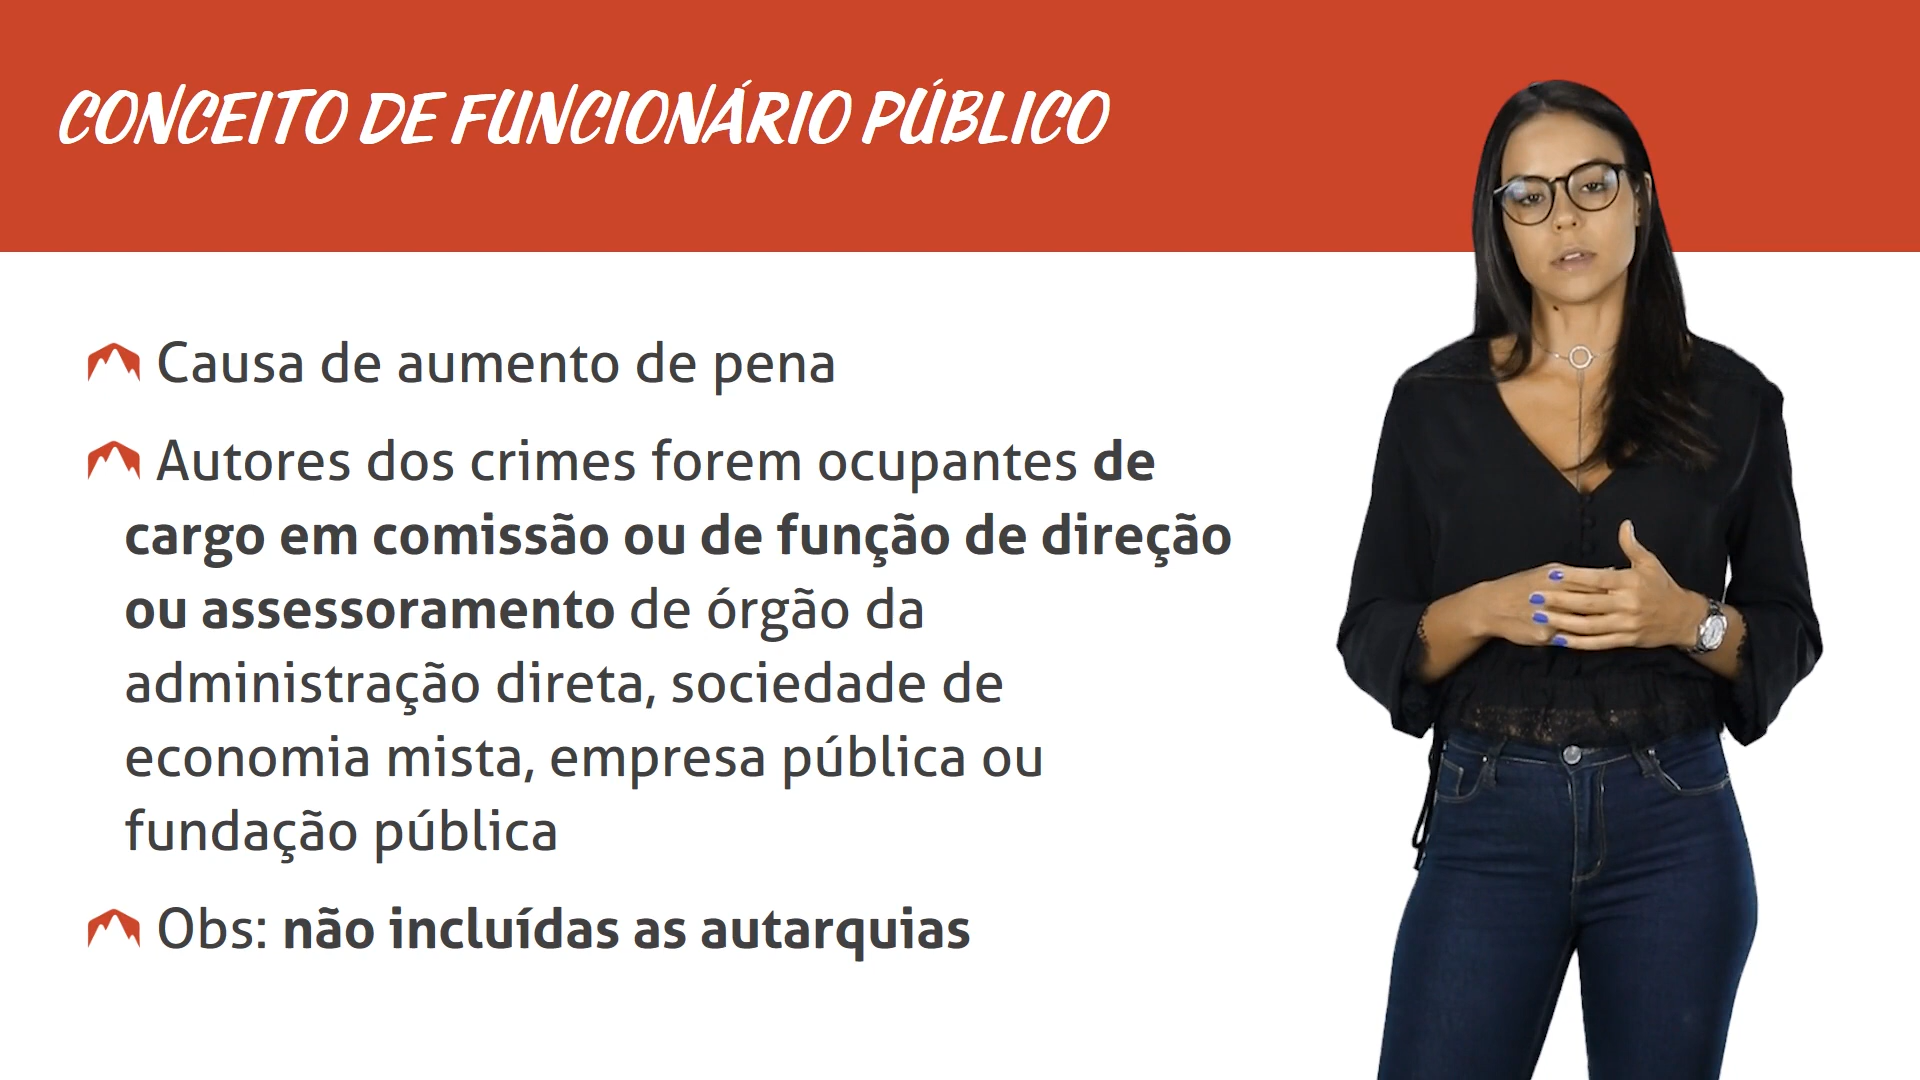 CONCEITO DE FUNCIONÁRIO PÚBLICO
Causa de aumento de pena
Autores dos crimes forem ocupantes de
cargo em comissão ou de função de direção
ou assessoramento de órgão da
administração direta, sociedade de
economia mista, empresa pública ou
fundação pública
Obs: não incluídas as autarquias